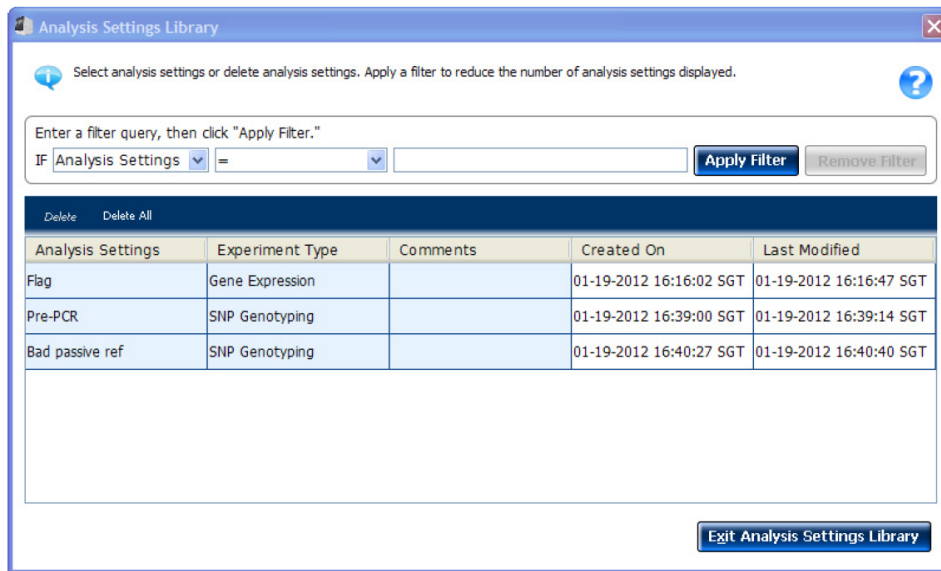 Analysis Settings Library
Select analysis settings or delete analysis settings. Apply a filter to reduce the number of analysis settings displayed.
Enter a filter query, then click "Apply Filter."
IF Analysis Settings = Apply Filter Remove Filter
Delete Delete All
Analysis Settings Experiment Type Comments Created On Last Modified
Flag Gene Expression 01-19-2012 16:16:02 SGT 01-19-2012 16:16:47 SGT
Pre-PCR SNP Genotyping 01-19-2012 16:39:00 SGT 01-19-2012 16:39:14 SGT
Bad passive ref SNP Genotyping 01-19-2012 16:40:27 SGT 01-19-2012 16:40:40 SGT
Exit Analysis Settings Library